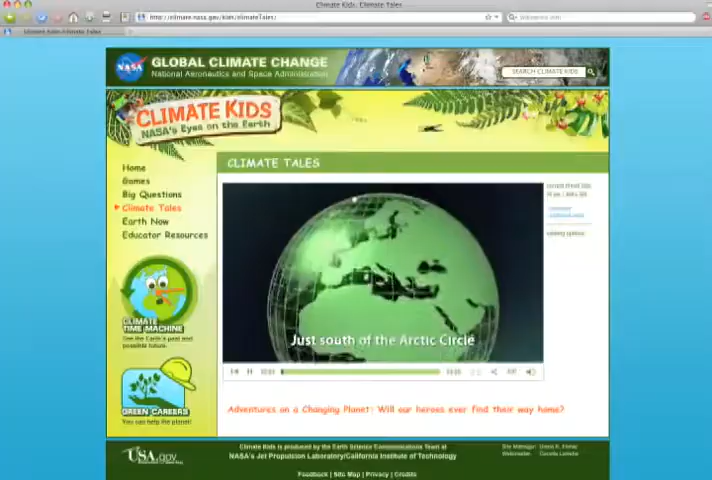 Climate Kids: Climate Tales
http://climate.nasa.gov/kids/climateTales/
Climate Kids: Climate Tales
NASA
GLOBAL CLIMATE CHANGE
National Aeronautics and Space Administration
SEARCH CLIMATE KIDS
CLIMATE KIDS
NASA's Eyes on the Earth
CLIMATE TALES
Home
Games
Big Questions
Climate Tales
Earth Now
Educator Resources
Just south of the Arctic Circle
CLIMATE
TIME MACHINE
See the Earth's past and
possible future.
GREEN CAREERS
You can help the planet!
Adventures on a Changing Planet: Will our heroes ever find their way home?
USA.gov
Climate Kids is produced by the Earth Science Communications Team at
NASA's Jet Propulsion Laboratory/California Institute of Technology
Feedback | Site Map | Privacy | Credits
Site Manager:
Webmaster: